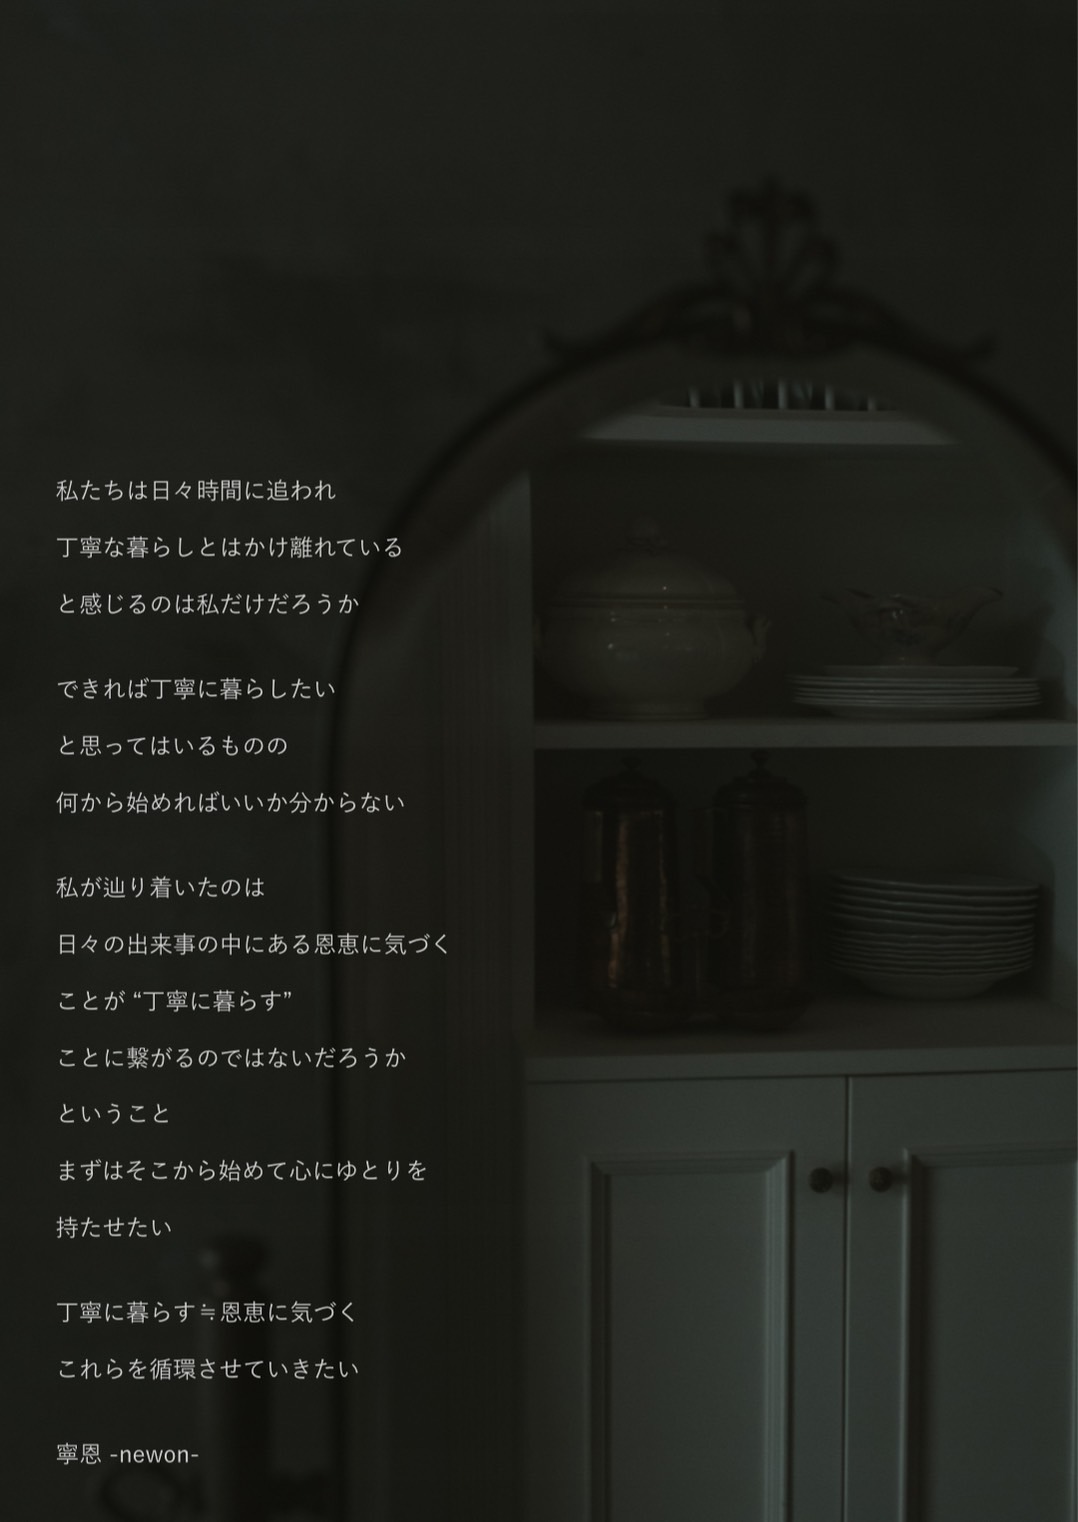 私たちは日々時間に追われ
丁寧な暮らしとはかけ離れている
と感じるのは私だけだろうか
できれば丁寧に暮らしたい
と思ってはいるものの
何から始めればいいか分からない
私が辿り着いたのは
日々の出来事の中にある恩恵に気づく
ことが “丁寧に暮らす”
ことに繋がるのではないだろうか
ということ
まずはそこから始めて心にゆとりを
持たせたい
丁寧に暮らす≒恩恵に気づく
これらを循環させていきたい
寧恩 -newon-